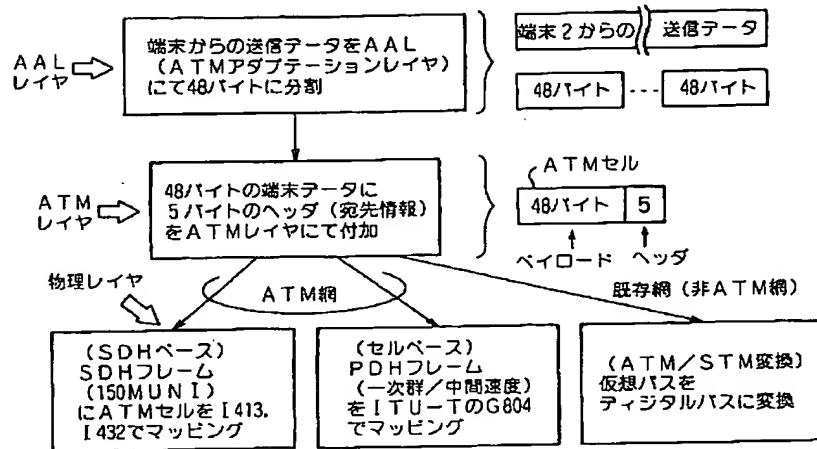 AAL
レイヤ
端末からの送信データをAAL
(ATMアダプテーションレイヤ)
にて48バイトに分割
端末2からの 送信データ
48バイト --- 48バイト
ATM
レイヤ
48バイトの端末データに
5バイトのヘッダ(宛先情報)
をATMレイヤにて付加
ATMセル
48バイト 5
ペイロード ヘッダ
物理レイヤ
ATM網
既存網(非ATM網)
(SDHベース)
SDHフレーム
(150MUNI)
にATMセルをI413.
I432でマッピング
(セルベース)
PDHフレーム
(一次群/中間速度)
をITU-TのG804
でマッピング
(ATM/STM変換)
仮想パスを
ディジタルパスに変換